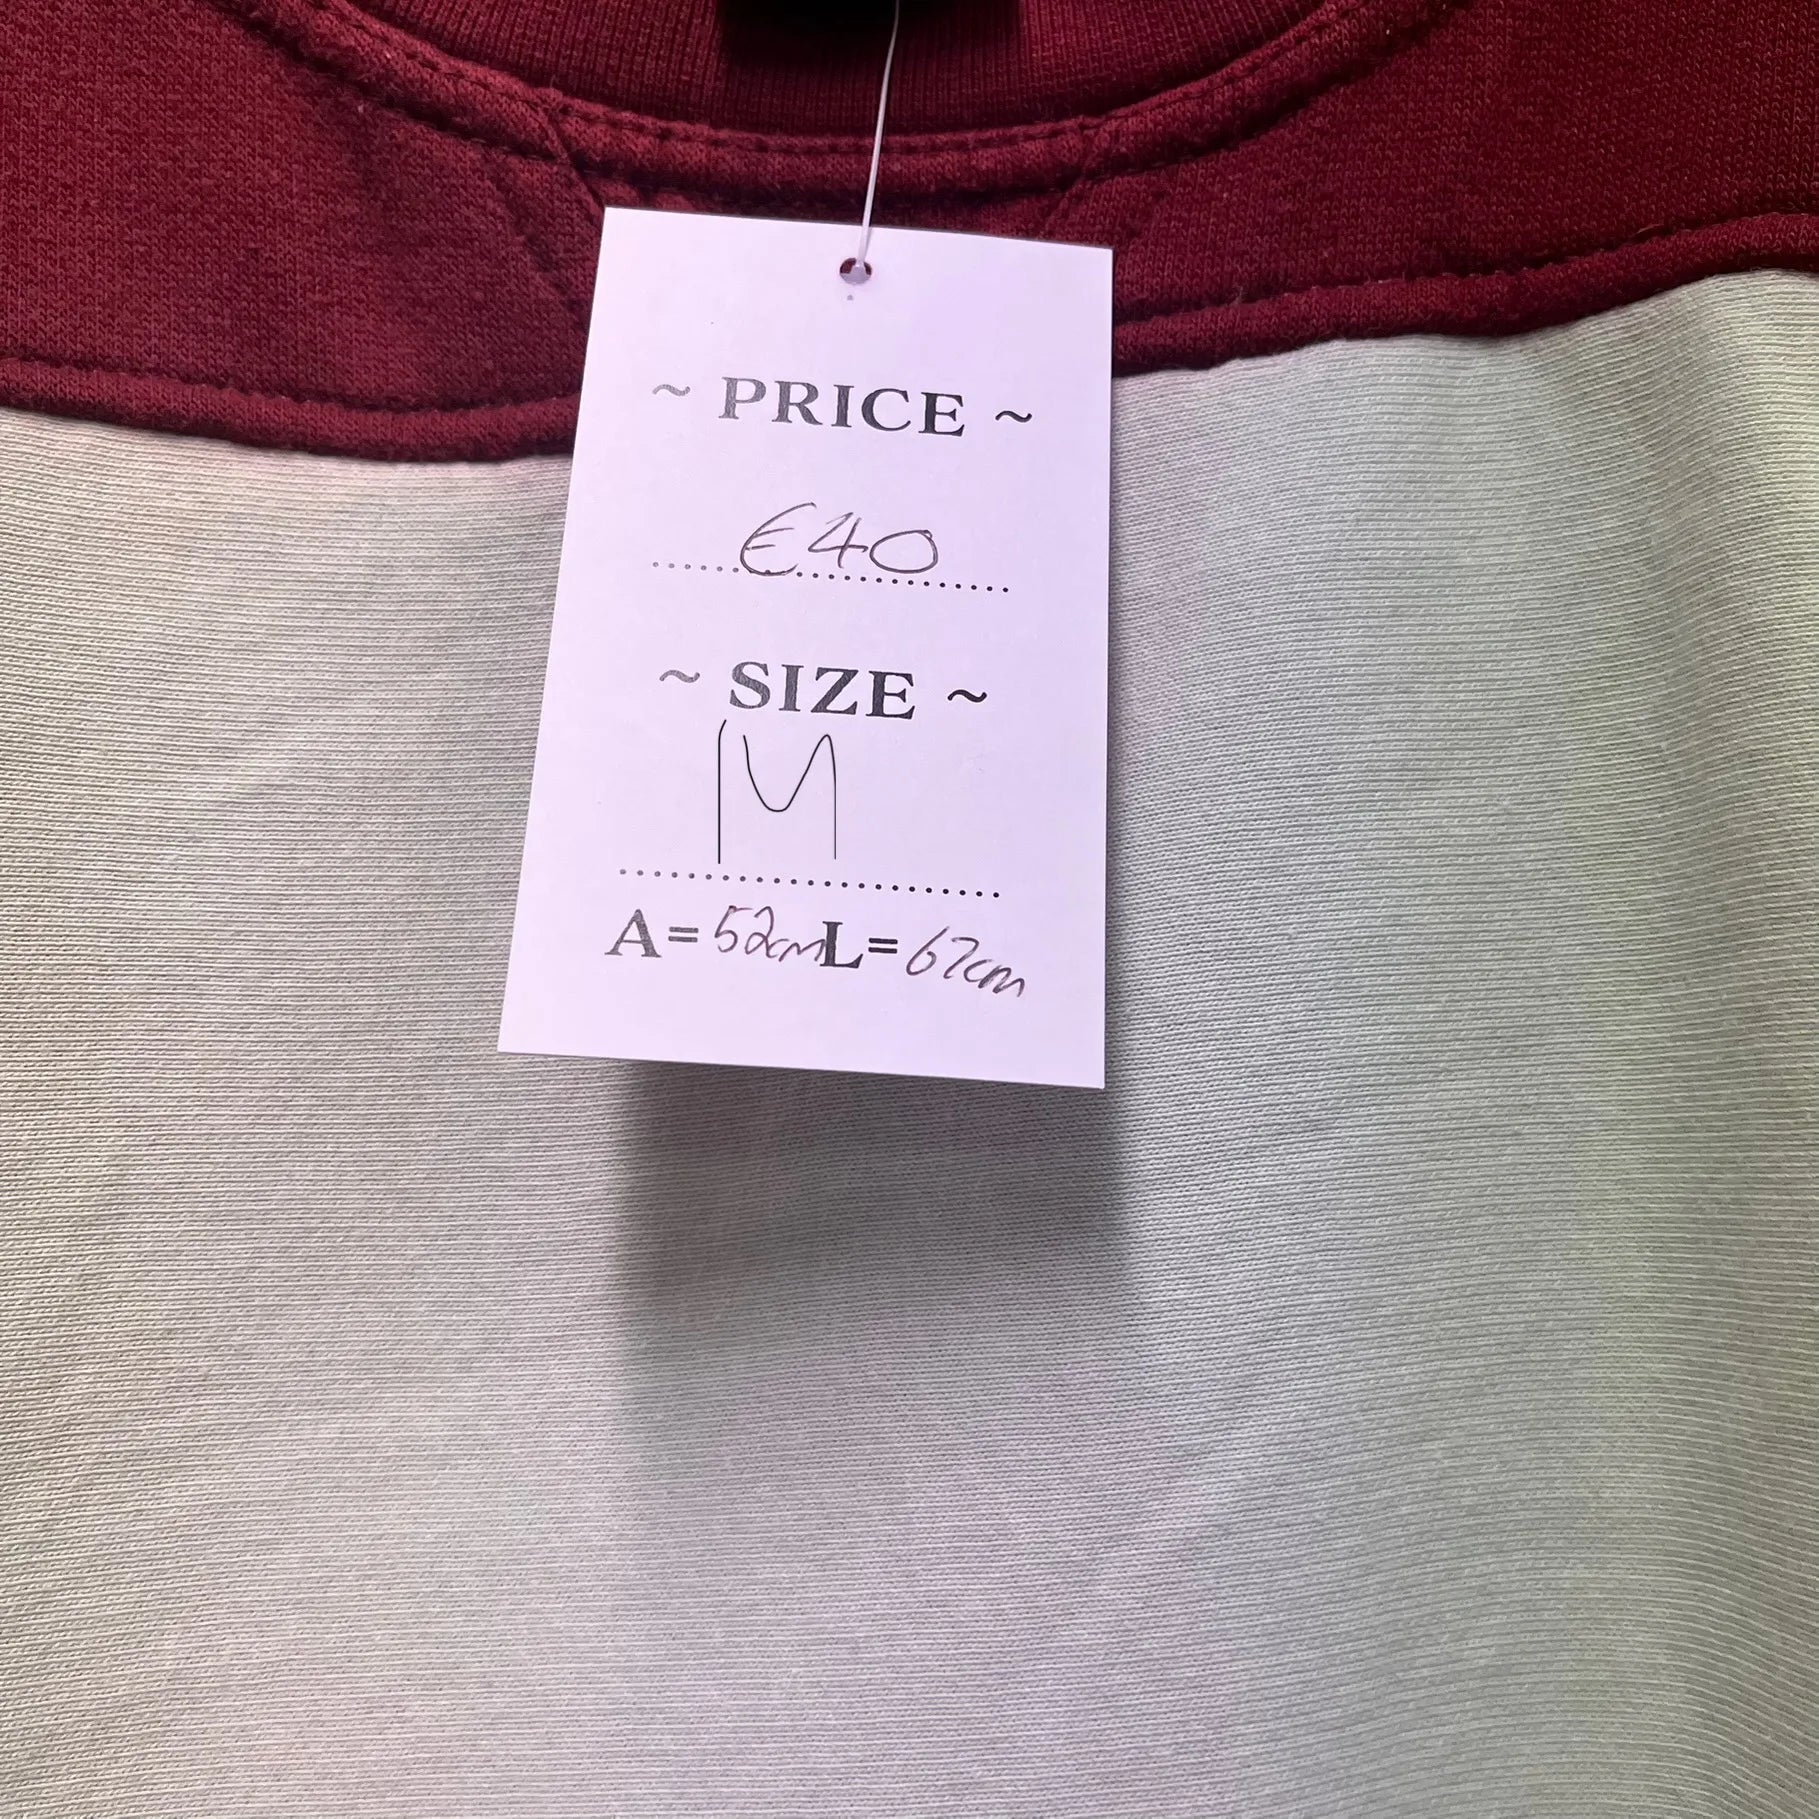 ~ PRICE ~
€40
~ SIZE ~
M
A=52cm L=67cm